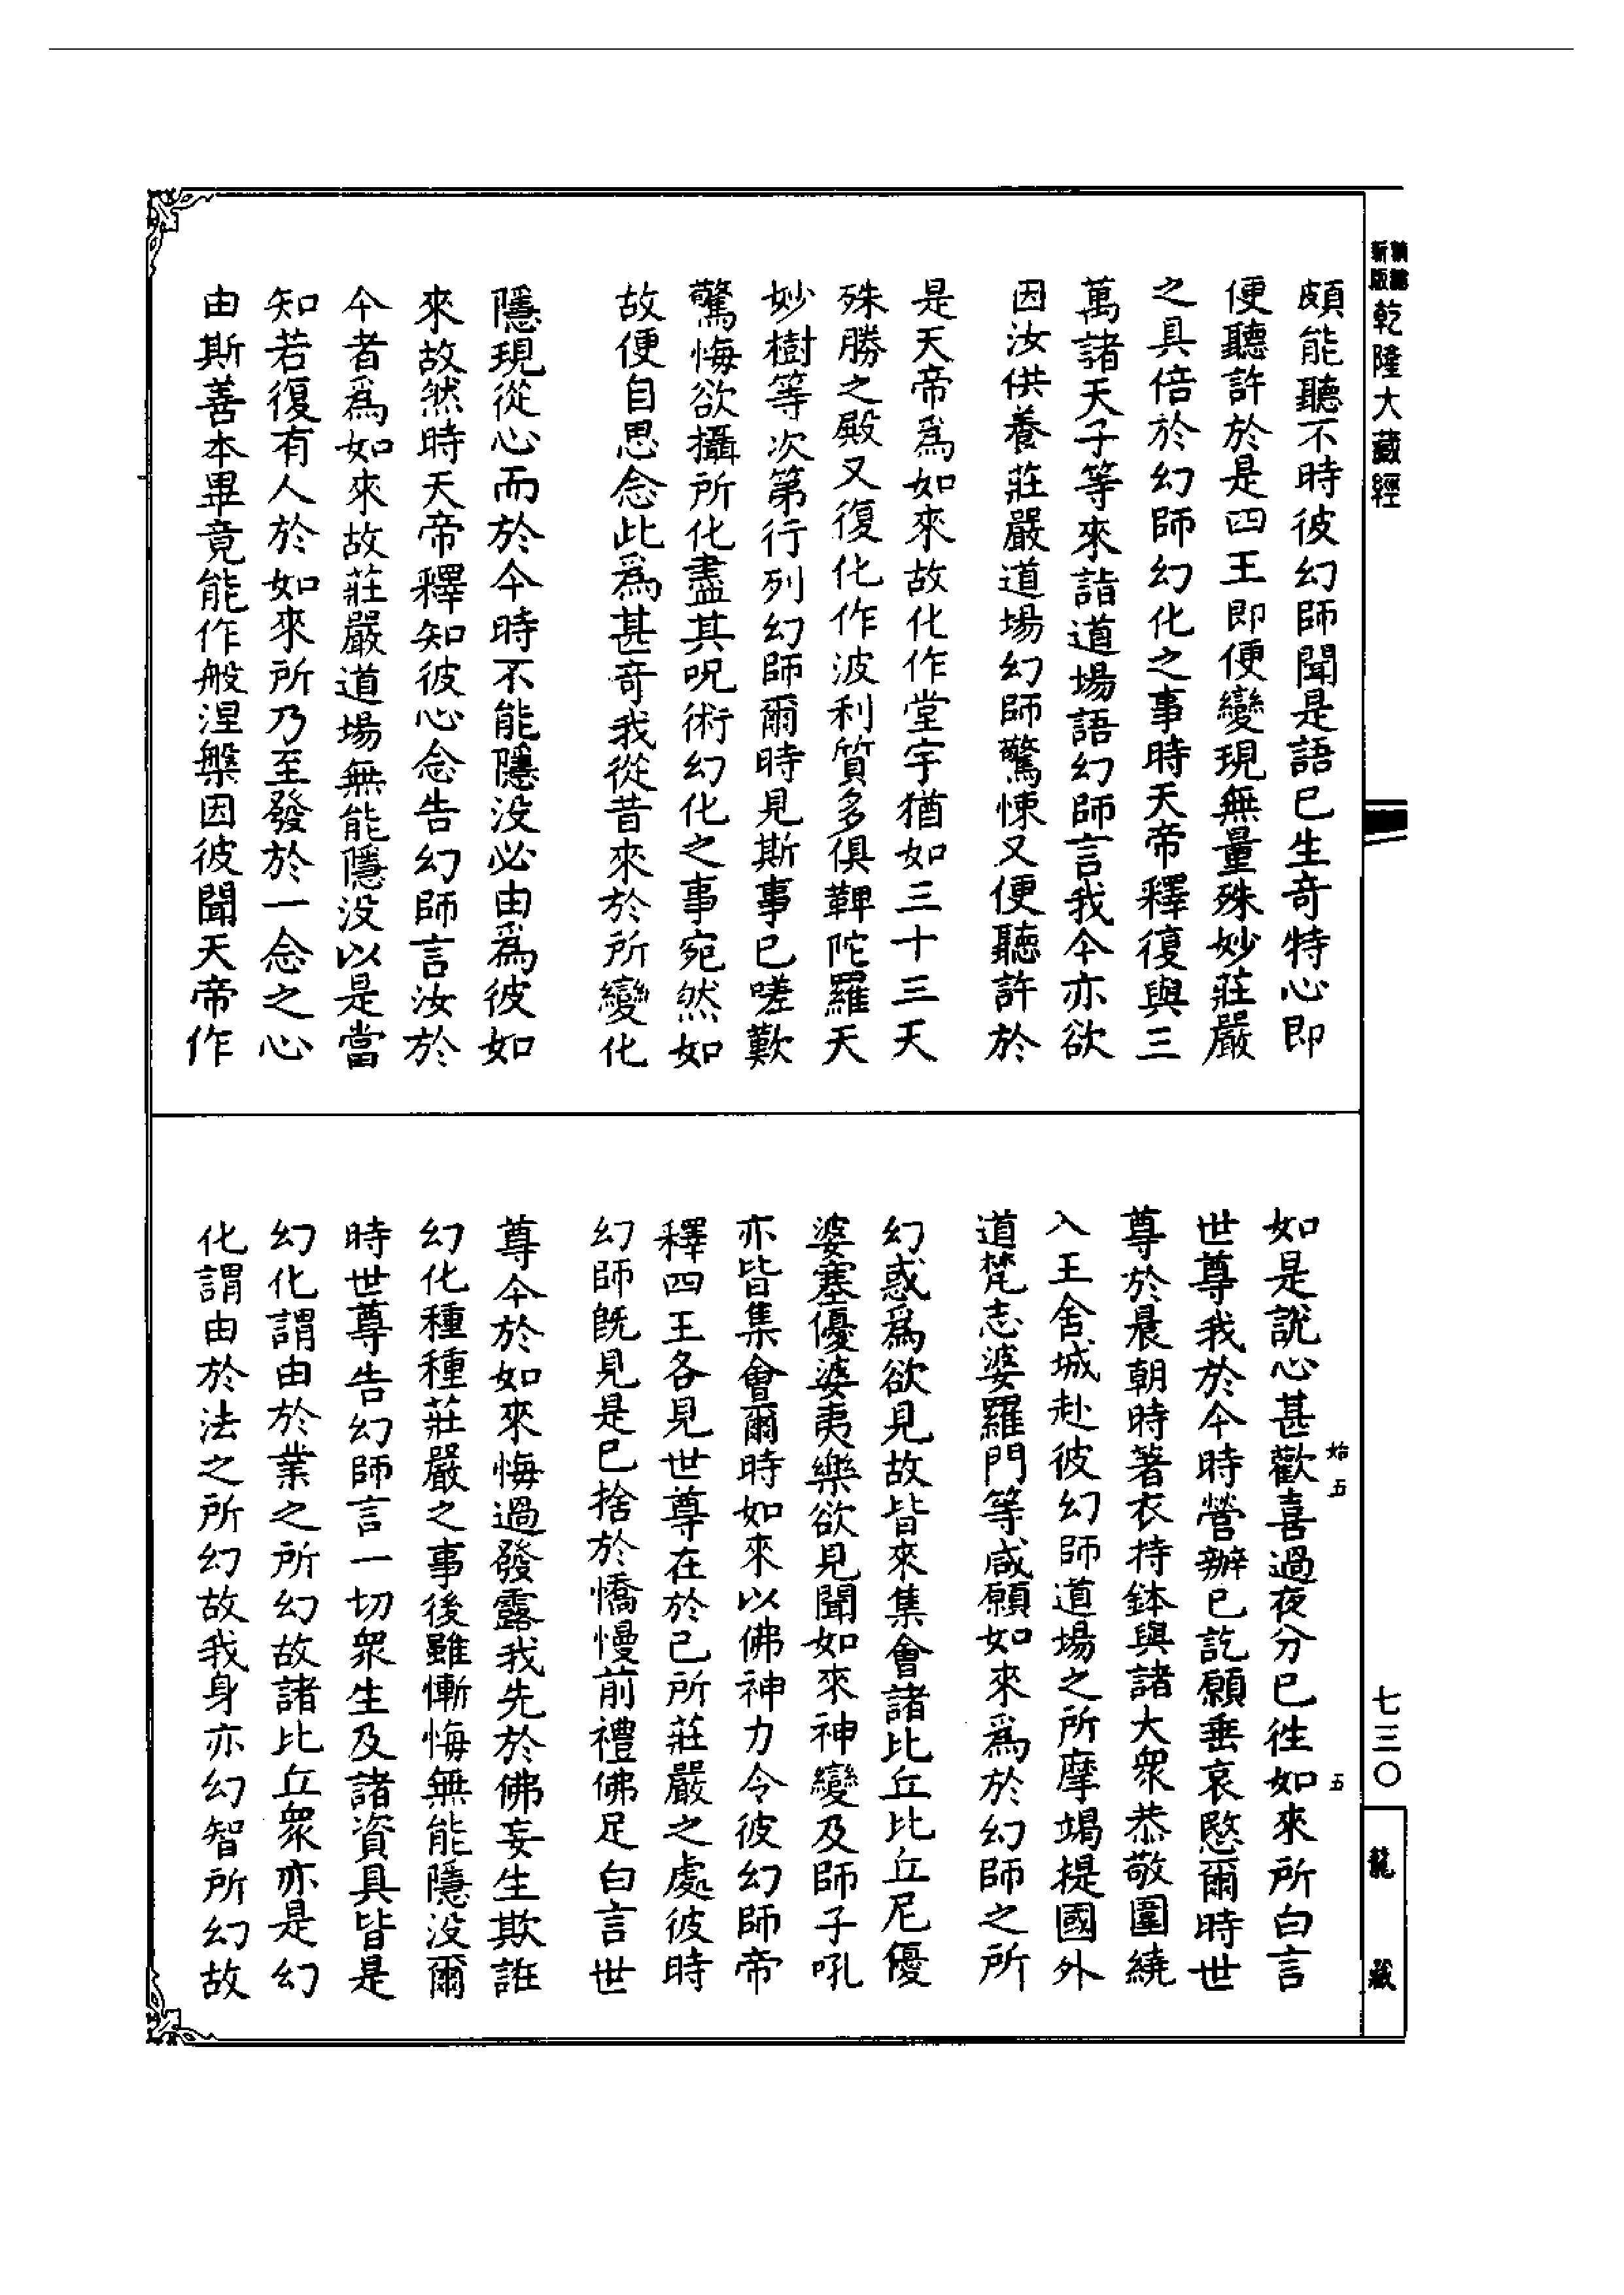 新版
乾隆大藏經
頗能聽不時彼幻師聞是語已生奇特心即
便聽許於是四王即便變現無量殊妙莊嚴
之具倍於幻師幻化之事時天帝釋復與三
萬諸天子等來詣道場語幻師言我今亦欲
因汝供養莊嚴道場幻師驚悚又便聽許於
是天帝爲如來故化作堂宇猶如三十三天
殊勝之殿又復化作波利質多俱鞞陀羅天
妙樹等次第行列幻師爾時見斯事已嗟歎
驚悔欲攝所化盡其呪術幻化之事宛然如
故便自思念此爲甚奇我從昔來於所變化
隱現從心而於今時不能隱没必由爲彼如
來故然時天帝釋知彼心念告幻師言汝於
今者爲如來故莊嚴道場無能隱没以是當
知若復有人於如來所乃至發於一念之心
由斯善本畢竟能作般涅槃因彼聞天帝作
如是說心甚歡喜過夜分已徃如來所白言
世尊我於今時營辦已訖願垂哀愍爾時世
尊於晨朝時著衣持鉢與諸大衆恭敬圍繞
入王舍城赴彼幻師道場之所摩竭提國外
道梵志婆羅門等咸願如來爲於幻師之所
幻惑爲欲見故皆來集會諸比丘比丘尼優
婆塞優婆夷樂欲見聞如來神變及師子吼
亦皆集會爾時如來以佛神力令彼幻師帝
釋四王各見世尊在於己所莊嚴之處彼時
幻師旣見是已捨於憍慢前禮佛足白言世
尊今於如來悔過發露我先於佛妄生欺誑
幻化種種莊嚴之事後雖慚悔無能隱没爾
時世尊告幻師言一切衆生及諸資具皆是
幻化謂由於業之所幻故諸比丘衆亦是幻
化謂由於法之所幻故我身亦幻智所幻故
始五
五
七三〇
龍藏